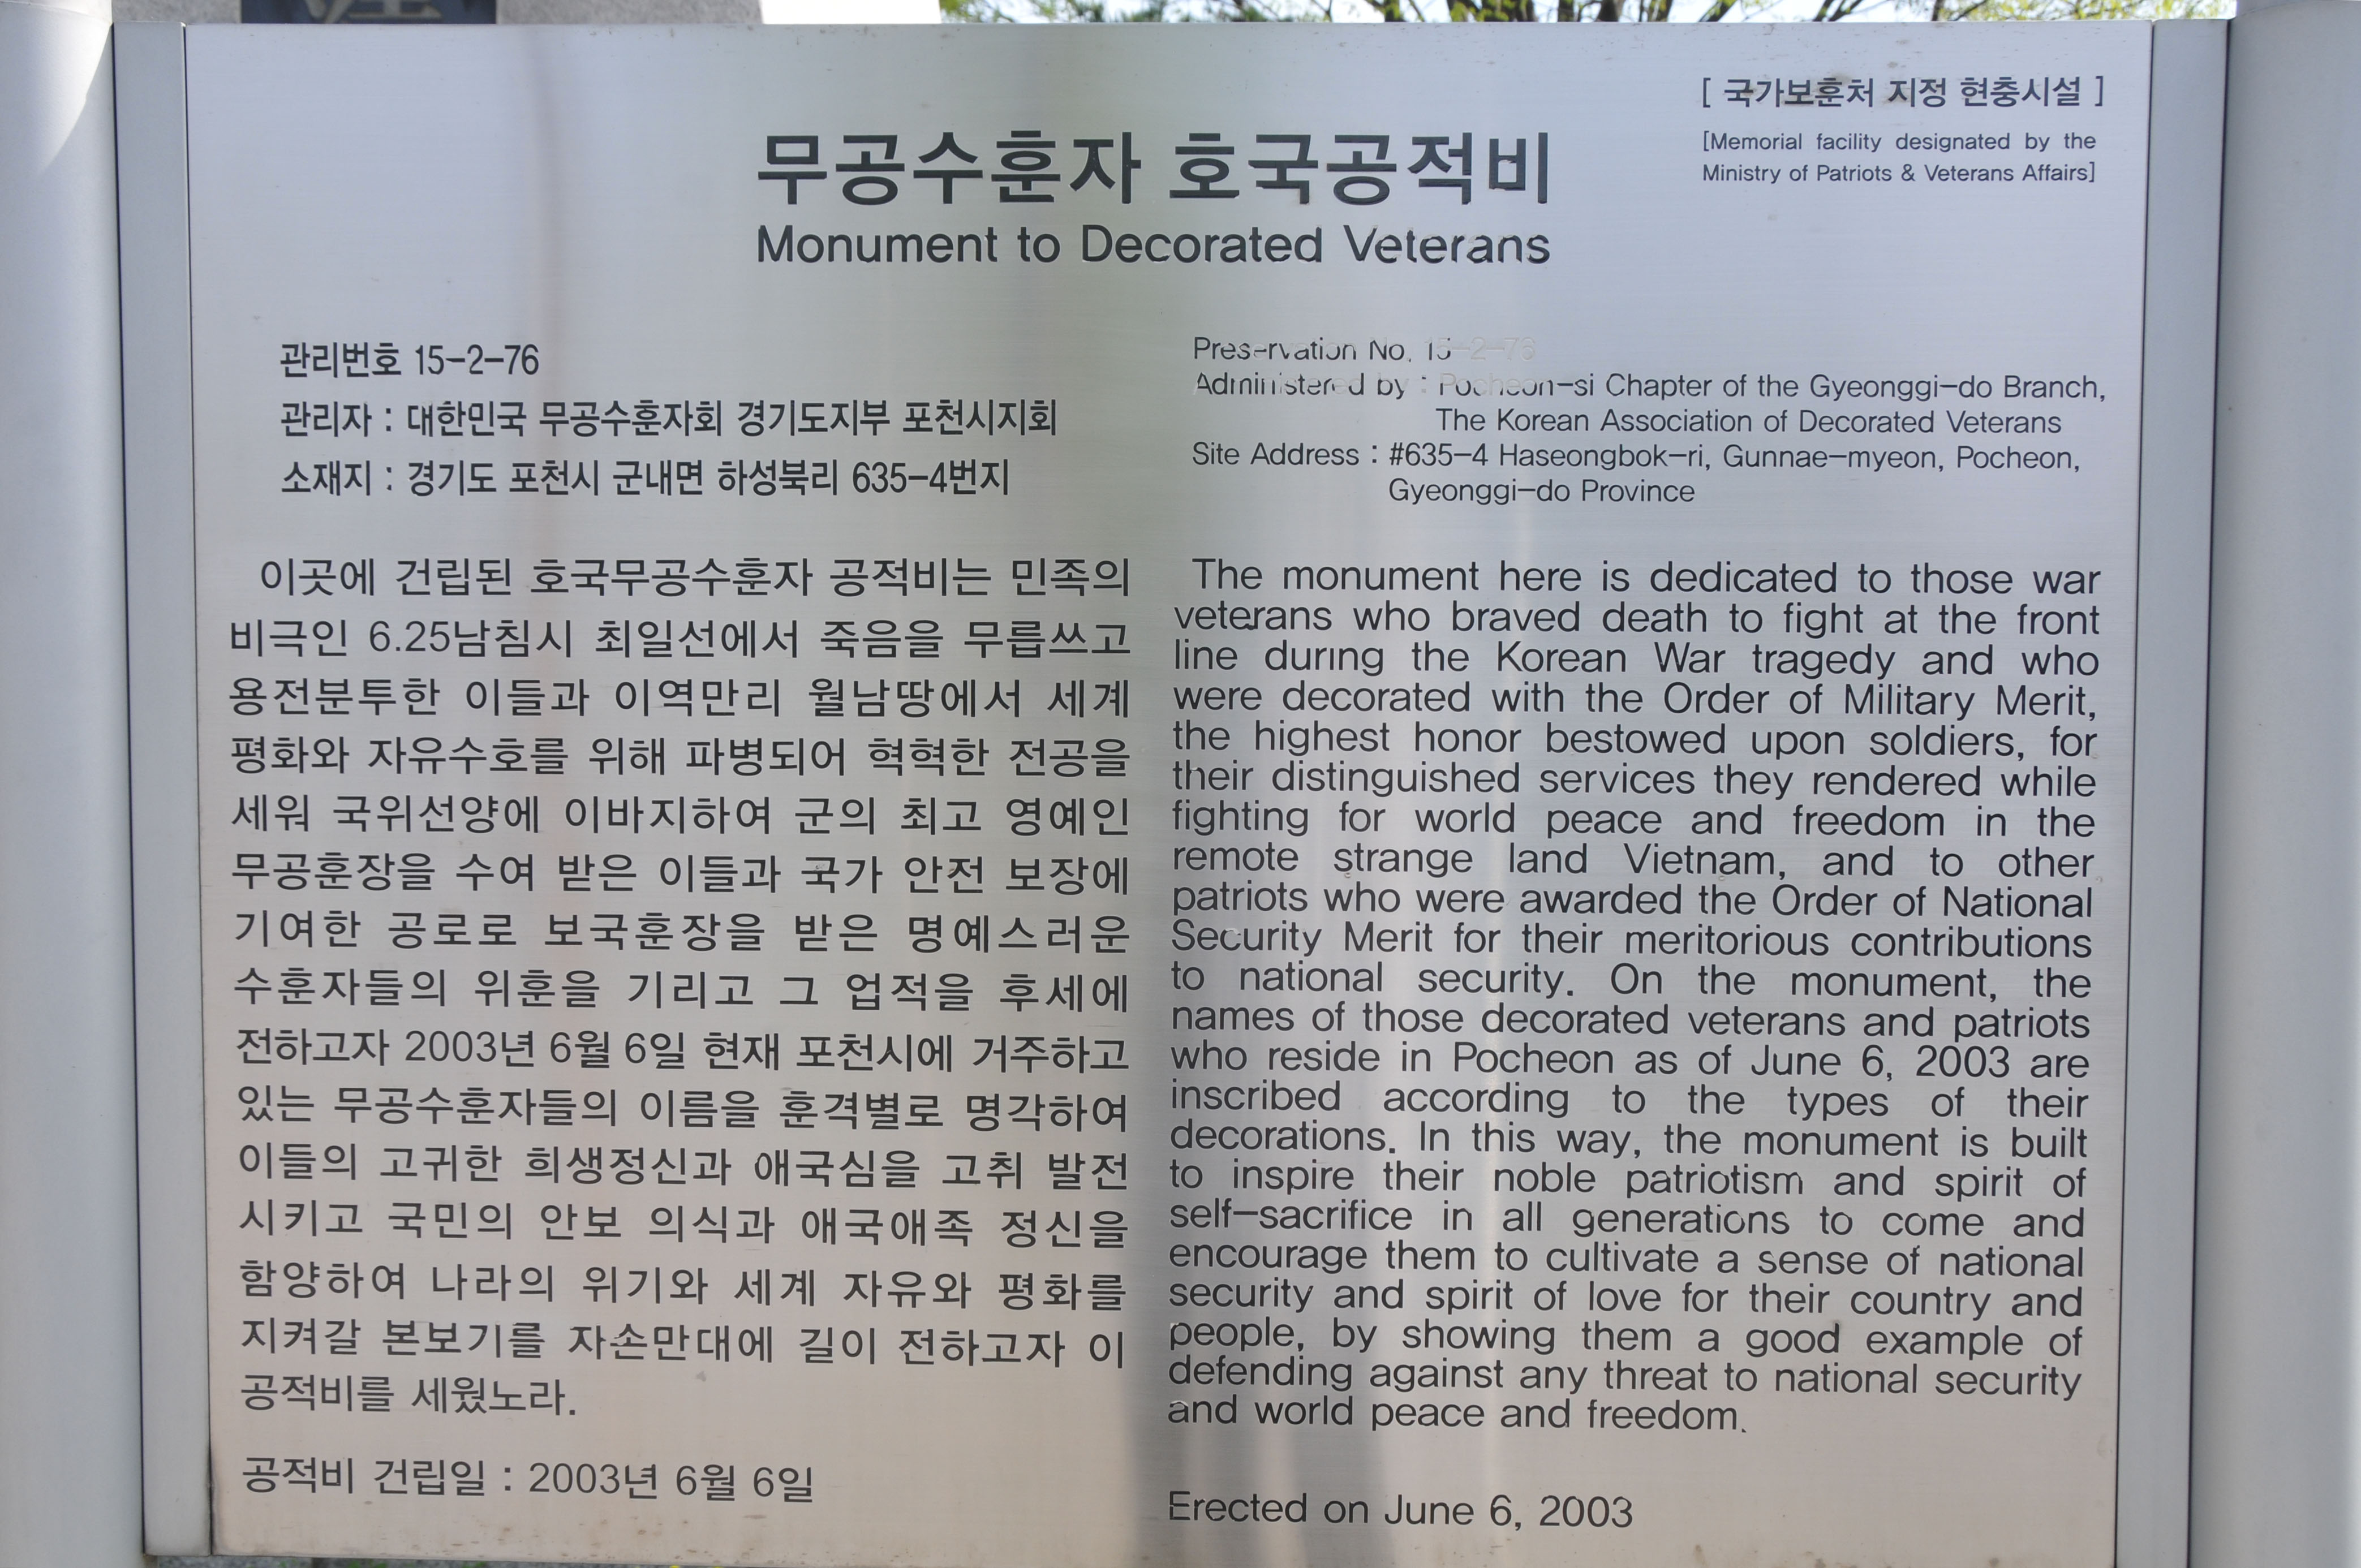 [ 국가보훈처 지정 현충시설 ]
[Memorial facility designated by the
Ministry of Patriots & Veterans Affairs]
무공수훈자 호국공적비
Monument to Decorated Veterans
관리번호 15-2-76
관리자 : 대한민국 무공수훈자회 경기도지부 포천시지회
소재지 : 경기도 포천시 군내면 하성북리 635-4번지
Preservation No. 15-2-76
Administered by : Pocheon-si Chapter of the Gyeonggi-do Branch,
The Korean Association of Decorated Veterans
Site Address : #635-4 Haseongbok-ri, Gunnae-myeon, Pocheon,
Gyeonggi-do Province
이곳에 건립된 호국무공수훈자 공적비는 민족의
비극인 6.25남침시 최일선에서 죽음을 무릅쓰고
용전분투한 이들과 이역만리 월남땅에서 세계
평화와 자유수호를 위해 파병되어 혁혁한 전공을
세워 국위선양에 이바지하여 군의 최고 영예인
무공훈장을 수여 받은 이들과 국가 안전 보장에
기여한 공로로 보국훈장을 받은 명예스러운
수훈자들의 위훈을 기리고 그 업적을 후세에
전하고자 2003년 6월 6일 현재 포천시에 거주하고
있는 무공수훈자들의 이름을 훈격별로 명각하여
이들의 고귀한 희생정신과 애국심을 고취 발전
시키고 국민의 안보 의식과 애국애족 정신을
함양하여 나라의 위기와 세계 자유와 평화를
지켜갈 본보기를 자손만대에 길이 전하고자 이
공적비를 세웠노라.
공적비 건립일 : 2003년 6월 6일
The monument here is dedicated to those war
veterans who braved death to fight at the front
line during the Korean War tragedy and who
were decorated with the Order of Military Merit,
the highest honor bestowed upon soldiers, for
their distinguished services they rendered while
fighting for world peace and freedom in the
remote strange land Vietnam, and to other
patriots who were awarded the Order of National
Security Merit for their meritorious contributions
to national security. On the monument, the
names of those decorated veterans and patriots
who reside in Pocheon as of June 6, 2003 are
inscribed according to the types of their
decorations. In this way, the monument is built
to inspire their noble patriotism and spirit of
self-sacrifice in all generations to come and
encourage them to cultivate a sense of national
security and spirit of love for their country and
people, by showing them a good example of
defending against any threat to national security
and world peace and freedom.
Erected on June 6, 2003